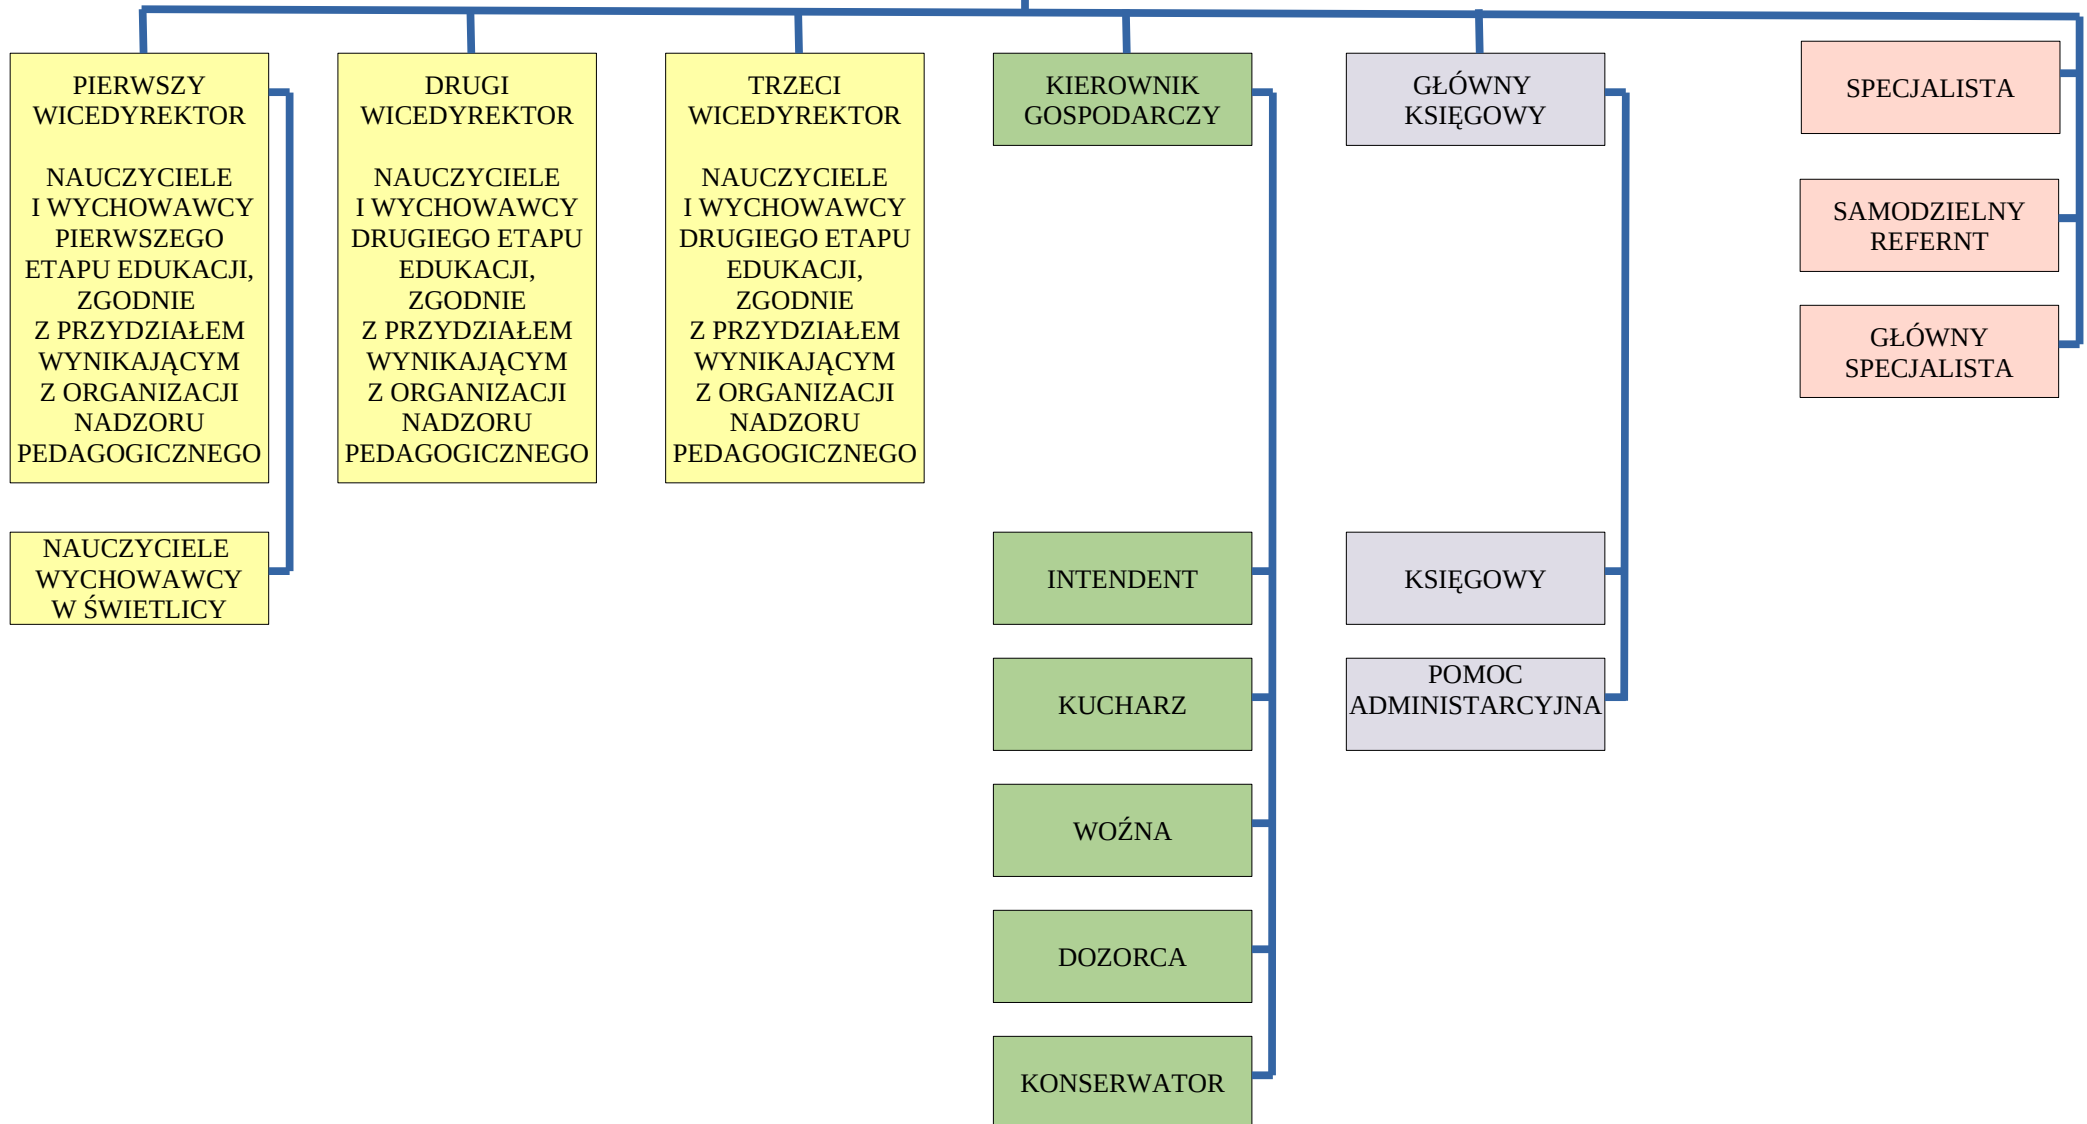 PIERWSZY
WICEDYREKTOR
NAUCZYCIELE
I WYCHOWAWCY
PIERWSZEGO
ETAPU EDUKACJI,
ZGODNIE
Z PRZYDZIAŁEM
WYNIKAJĄCYM
Z ORGANIZACJI
NADZORU
PEDAGOGICZNEGO
NAUCZYCIELE
WYCHOWAWCY
W ŚWIETLICY
DRUGI
WICEDYREKTOR
NAUCZYCIELE
I WYCHOWAWCY
DRUGIEGO ETAPU
EDUKACJI,
ZGODNIE
Z PRZYDZIAŁEM
WYNIKAJĄCYM
Z ORGANIZACJI
NADZORU
PEDAGOGICZNEGO
TRZECI
WICEDYREKTOR
NAUCZYCIELE
I WYCHOWAWCY
DRUGIEGO ETAPU
EDUKACJI,
ZGODNIE
Z PRZYDZIAŁEM
WYNIKAJĄCYM
Z ORGANIZACJI
NADZORU
PEDAGOGICZNEGO
KIEROWNIK
GOSPODARCZY
INTENDENT
KUCHARZ
WOŹNA
DOZORCA
KONSERWATOR
GŁÓWNY
KSIĘGOWY
KSIĘGOWY
POMOC
ADMINISTARCYJNA
SPECJALISTA
SAMODZIELNY
REFERNT
GŁÓWNY
SPECJALISTA